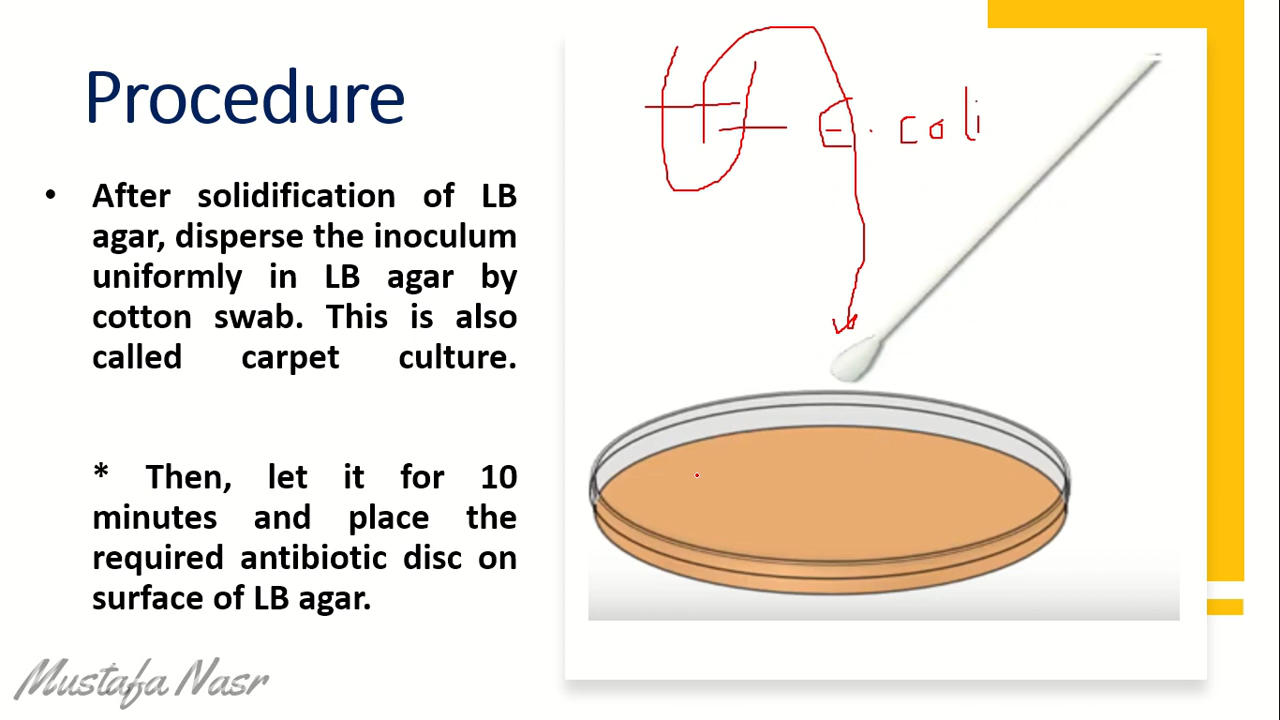 Procedure
• After solidification of LB
agar, disperse the inoculum
uniformly in LB agar by
cotton swab. This is also
called carpet culture.
* Then, let it for 10
minutes and place the
required antibiotic disc on
surface of LB agar.
E. coli
Mustafa Nasr